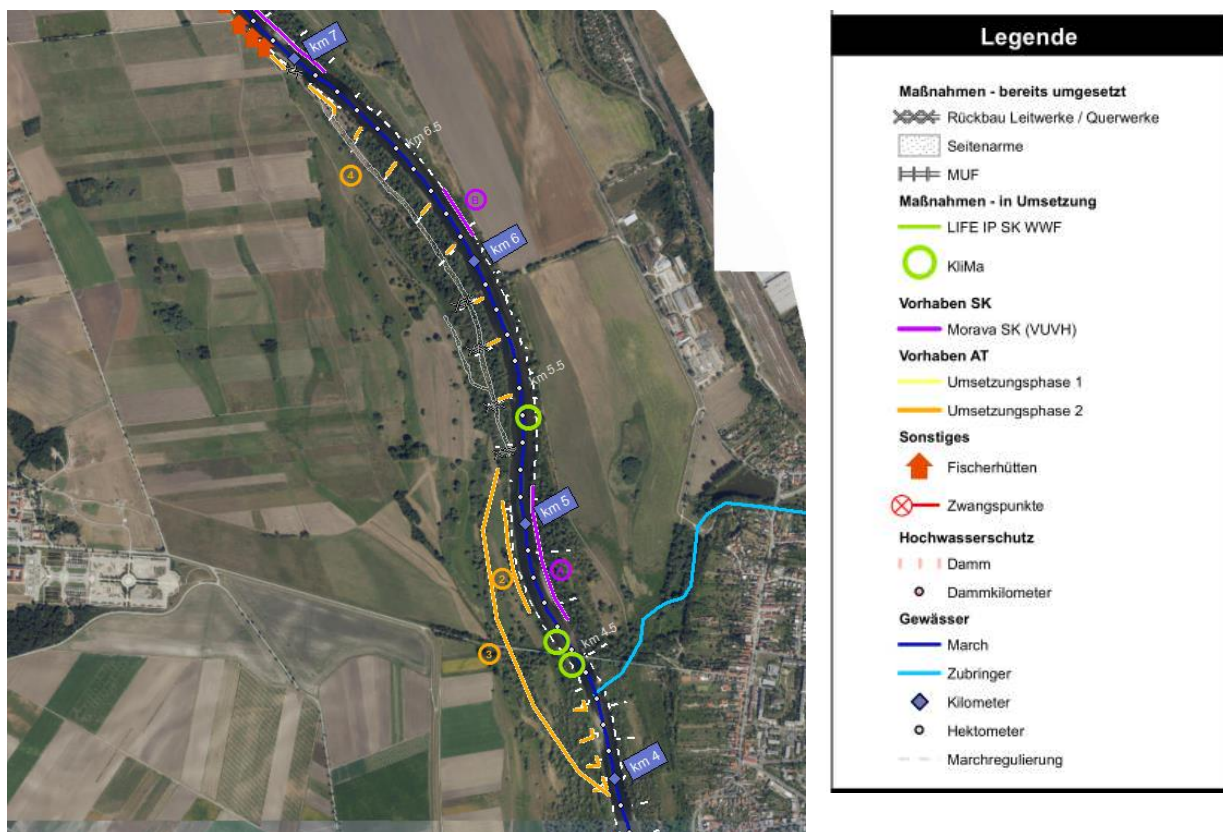 km 7
km 6.5
4
km 6
km 5.5
km 5
2
km 4.5
3
km 4
Legende
Maßnahmen - bereits umgesetzt
Rückbau Leitwerke / Querwerke
Seitenarme
MUF
Maßnahmen - in Umsetzung
LIFE IP SK WWF
KliMa
Vorhaben SK
Morava SK (VUVH)
Vorhaben AT
Umsetzungsphase 1
Umsetzungsphase 2
Sonstiges
Fischerhütten
Zwangspunkte
Hochwasserschutz
Damm
Dammkilometer
Gewässer
March
Zubringer
Kilometer
Hektometer
Marchregulierung